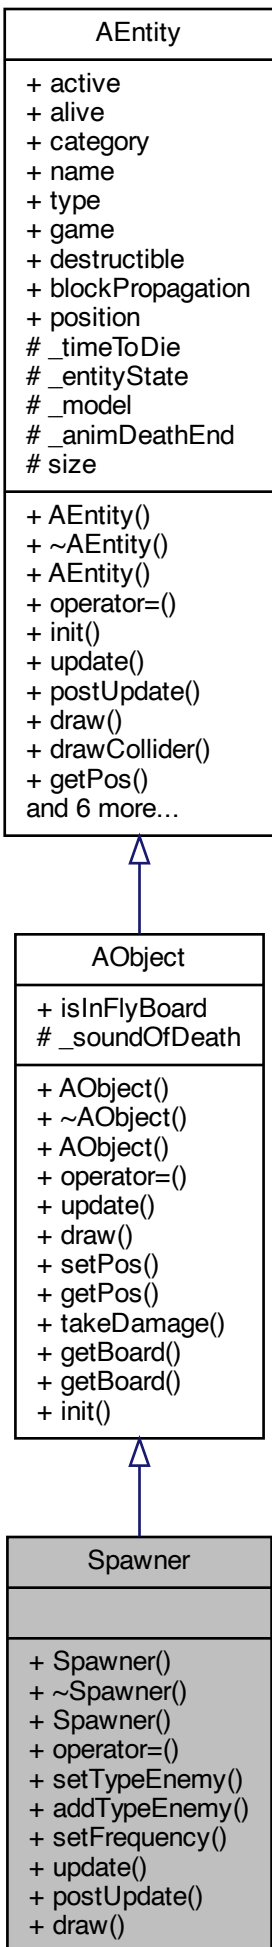 AEntity
+ active
+ alive
+ category
+ name
+ type
+ game
+ destructible
+ blockPropagation
+ position
# _timeToDie
# _entityState
# _model
# _animDeathEnd
# size
+ AEntity()
+ ~AEntity()
+ AEntity()
+ operator=()
+ init()
+ update()
+ postUpdate()
+ draw()
+ drawCollider()
+ getPos()
and 6 more...
AObject
+ isInFlyBoard
# _soundOfDeath
+ AObject()
+ ~AObject()
+ AObject()
+ operator=()
+ update()
+ draw()
+ setPos()
+ getPos()
+ takeDamage()
+ getBoard()
+ getBoard()
+ init()
Spawner
+ Spawner()
+ ~Spawner()
+ Spawner()
+ operator=()
+ setTypeEnemy()
+ addTypeEnemy()
+ setFrequency()
+ update()
+ postUpdate()
+ draw()